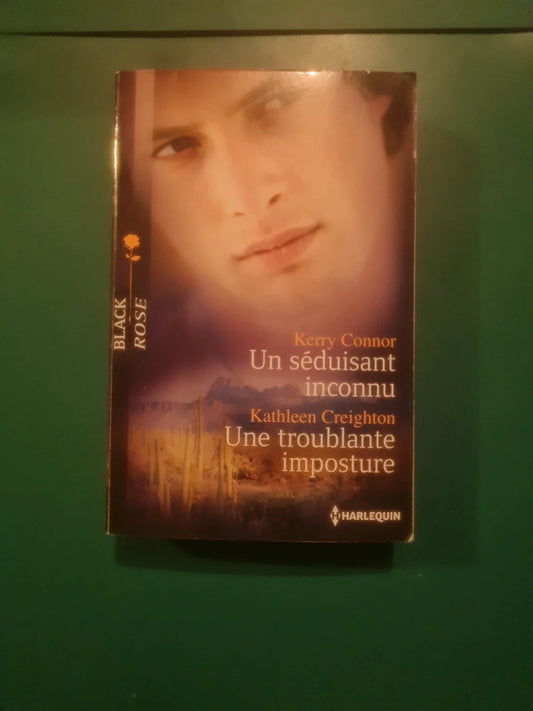 BLACK
ROSE
Kerry Connor
Un séduisant
inconnu
Kathleen Creighton
Une troublante
imposture
HARLEQUIN